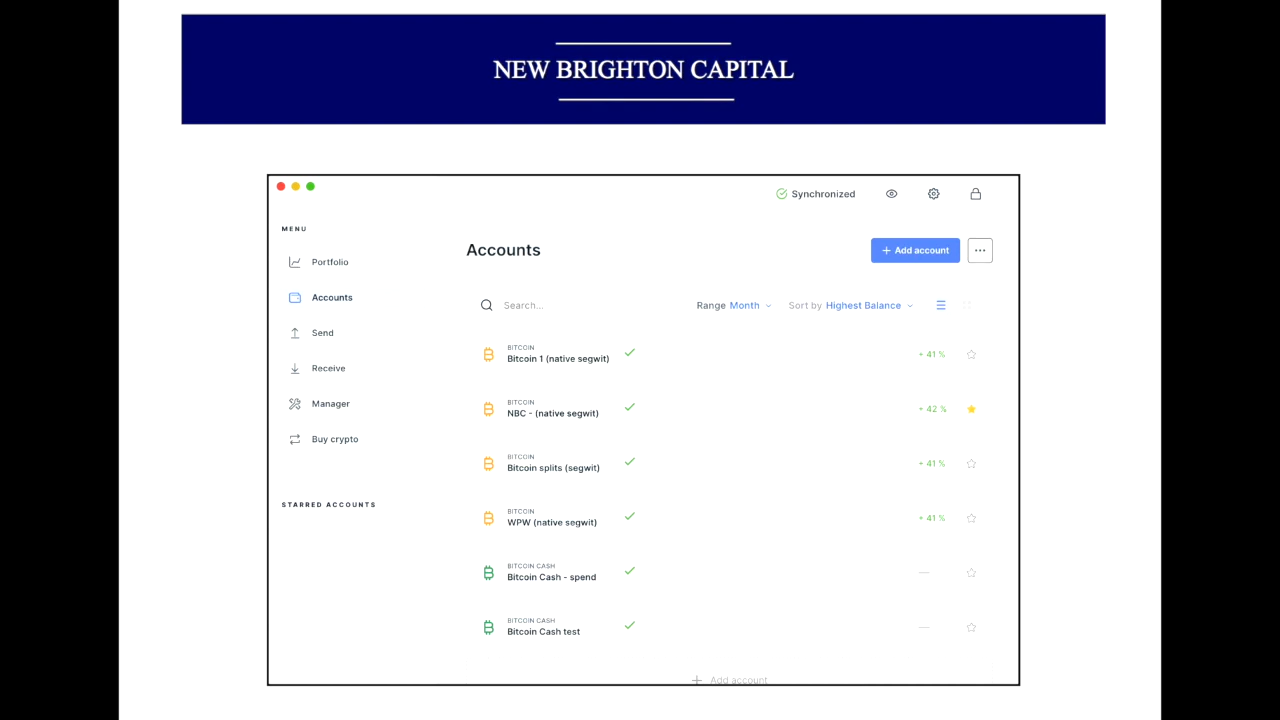 NEW BRIGHTON CAPITAL
Synchronized
MENU
Accounts
+ Add account
Portfolio
Accounts
Search...
Range Month
Sort by Highest Balance
Send
Receive
Manager
Buy crypto
STARRED ACCOUNTS
BITCOIN
Bitcoin 1 (native segwit)
+ 41 %
BITCOIN
NBC - (native segwit)
+ 42 %
BITCOIN
Bitcoin splits (segwit)
+ 41 %
BITCOIN
WPW (native segwit)
+ 41 %
BITCOIN CASH
Bitcoin Cash - spend
BITCOIN CASH
Bitcoin Cash test
+ Add account